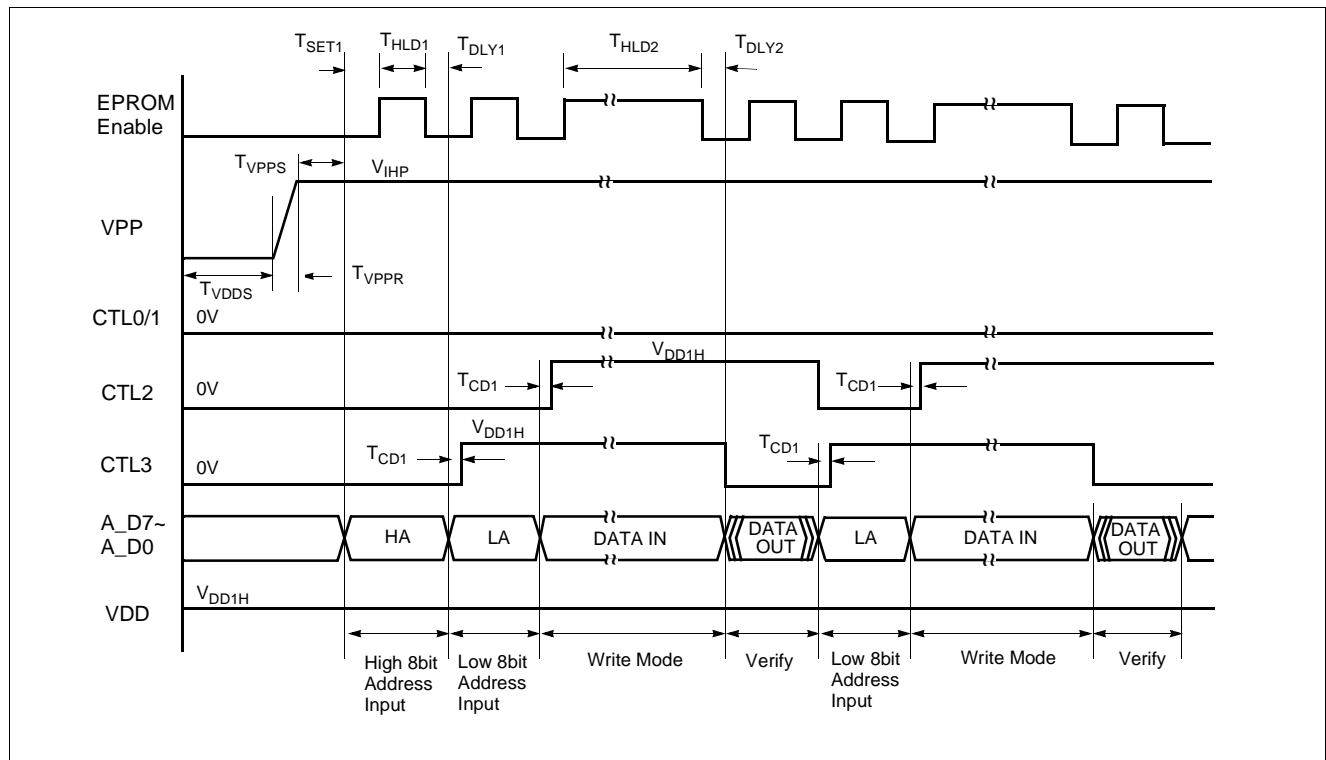 TSET1 THLD1 TDLY1 THLD2 TDLY2
EPROM
Enable
TVPPS VIHP
VPP
TVDDS TVPPR
CTL0/1 0V
VDD1H
CTL2 0V TCD1 TCD1
VDD1H
CTL3 0V TCD1 TCD1
A_D7~
A_D0
HA LA DATA IN DATA
OUT LA DATA IN DATA
OUT
VDD1H
VDD
High 8bit
Address
Input
Low 8bit
Address
Input
Write Mode
Verify
Low 8bit
Address
Input
Write Mode
Verify